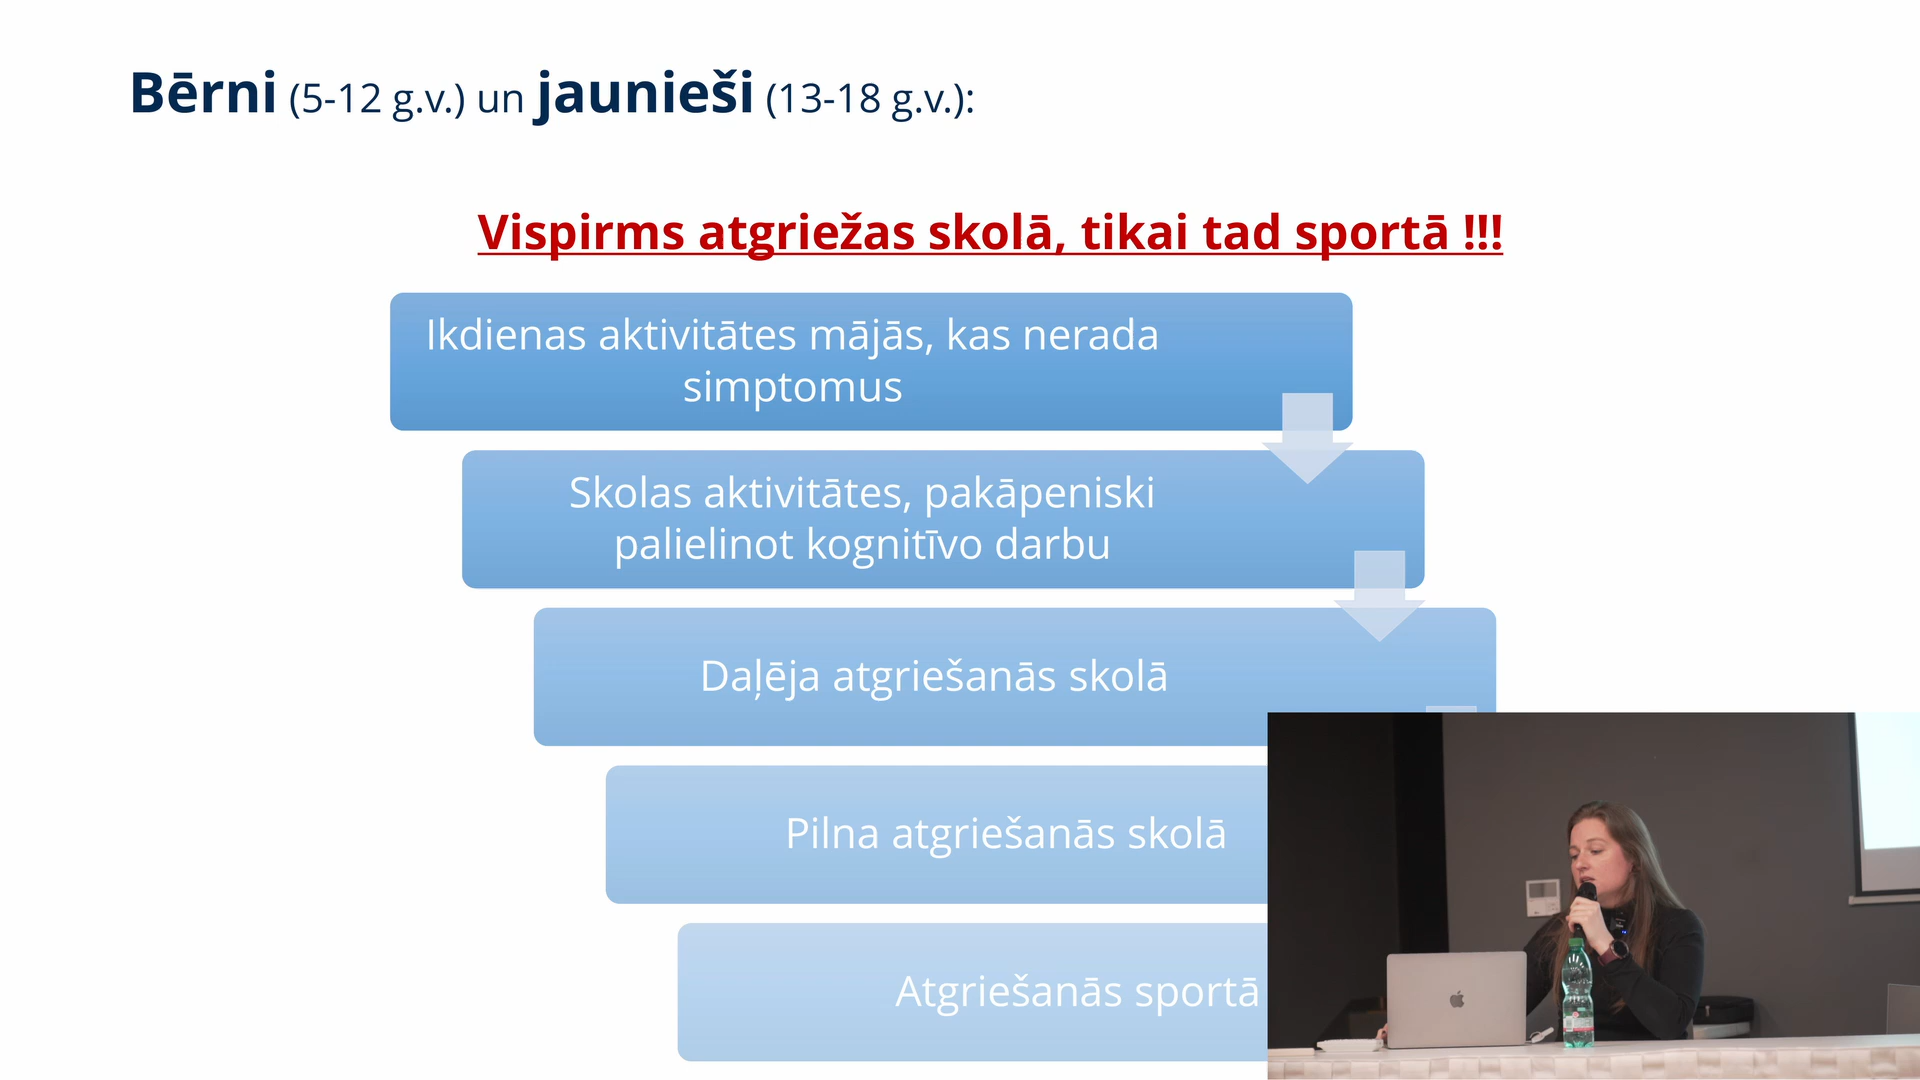 Bērni (5-12 g.v.) un jaunieši (13-18 g.v.):
Vispirms atgriežas skolā, tikai tad sportā !!!
Ikdienas aktivitātes mājās, kas nerada
simptomus
Skolas aktivitātes, pakāpeniski
palielinot kognitīvo darbu
Daļēja atgriešanās skolā
Pilna atgriešanās skolā
Atgriešanās sportā